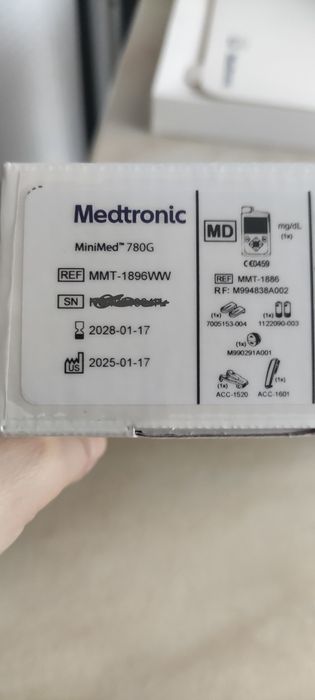 Medtronic
MiniMed™ 780G
REF MMT-1896WW
SN
2028-01-17
US 2025-01-17
MD
mg/dL
(1x)
CE0459
REF MMT-1886
RF: M994838A002
(1x) (1x)
7005153-004 1122090-003
(1x)
M990291A001
(1x) (1x)
ACC-1520 ACC-1601